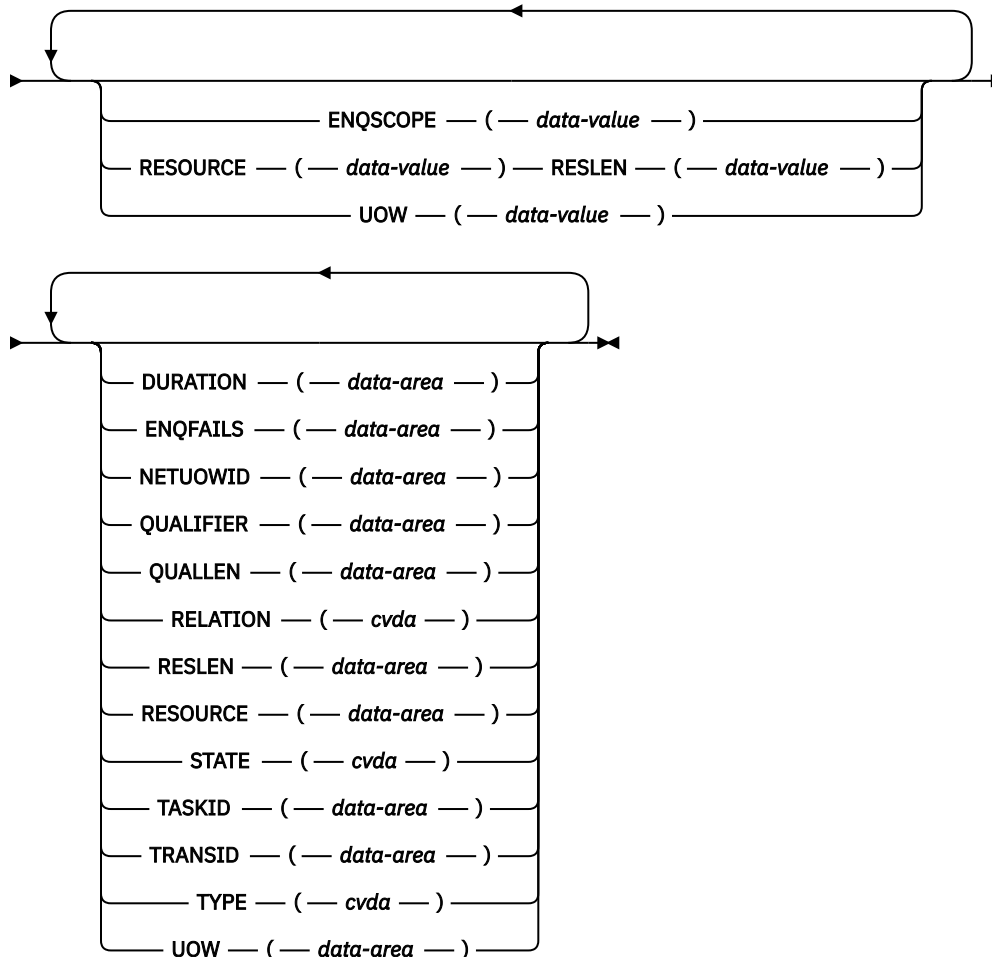 ENQSCOPE ( data-value )
RESOURCE ( data-value ) RESLEN ( data-value )
UOW ( data-value )
DURATION ( data-area )
ENQFAILS ( data-area )
NETUOWID ( data-area )
QUALIFIER ( data-area )
QUALLEN ( data-area )
RELATION ( cvda )
RESLEN ( data-area )
RESOURCE ( data-area )
STATE ( cvda )
TASKID ( data-area )
TRANSID ( data-area )
TYPE ( cvda )
UOW ( data-area )